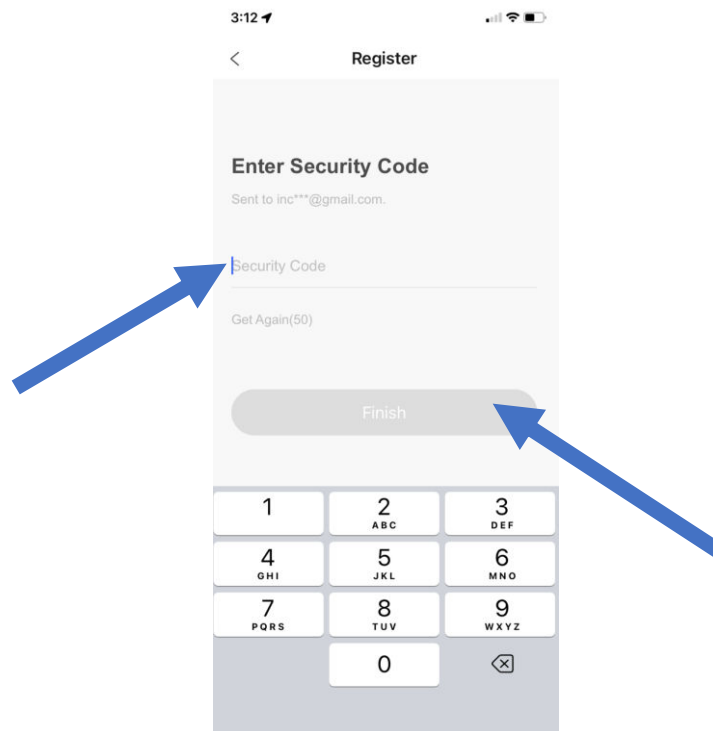 3:12
Register
Enter Security Code
Sent to inc***@gmail.com.
Security Code
Get Again(50)
Finish
1 2 3
ABC DEF
4 5 6
GHI JKL MNO
7 8 9
PQRS TUV WXYZ
0